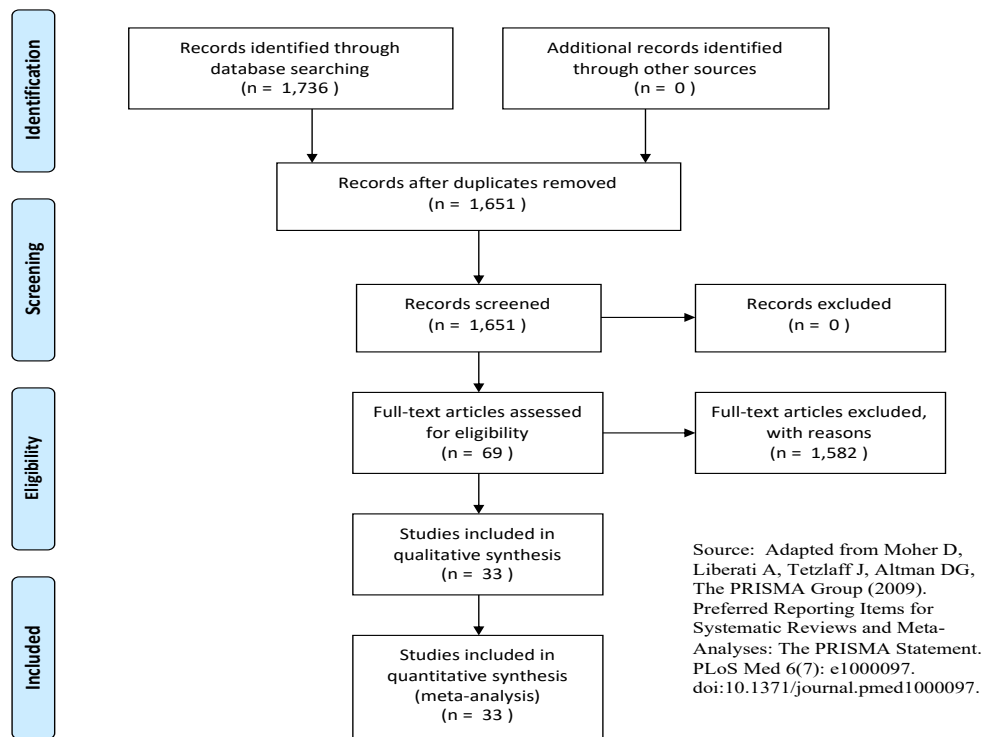 Identification
Records identified through
database searching
(n = 1,736 )
Additional records identified
through other sources
(n = 0 )
Records after duplicates removed
(n = 1,651 )
Screening
Records screened
(n = 1,651 )
Records excluded
(n = 0 )
Eligibility
Full-text articles assessed
for eligibility
(n = 69 )
Full-text articles excluded,
with reasons
(n = 1,582 )
Studies included in
qualitative synthesis
(n = 33 )
Included
Studies included in
quantitative synthesis
(meta-analysis)
(n = 33 )
Source: Adapted from Moher D,
Liberati A, Tetzlaff J, Altman DG,
The PRISMA Group (2009).
Preferred Reporting Items for
Systematic Reviews and Meta-
Analyses: The PRISMA Statement.
PLoS Med 6(7): e1000097.
doi:10.1371/journal.pmed1000097.